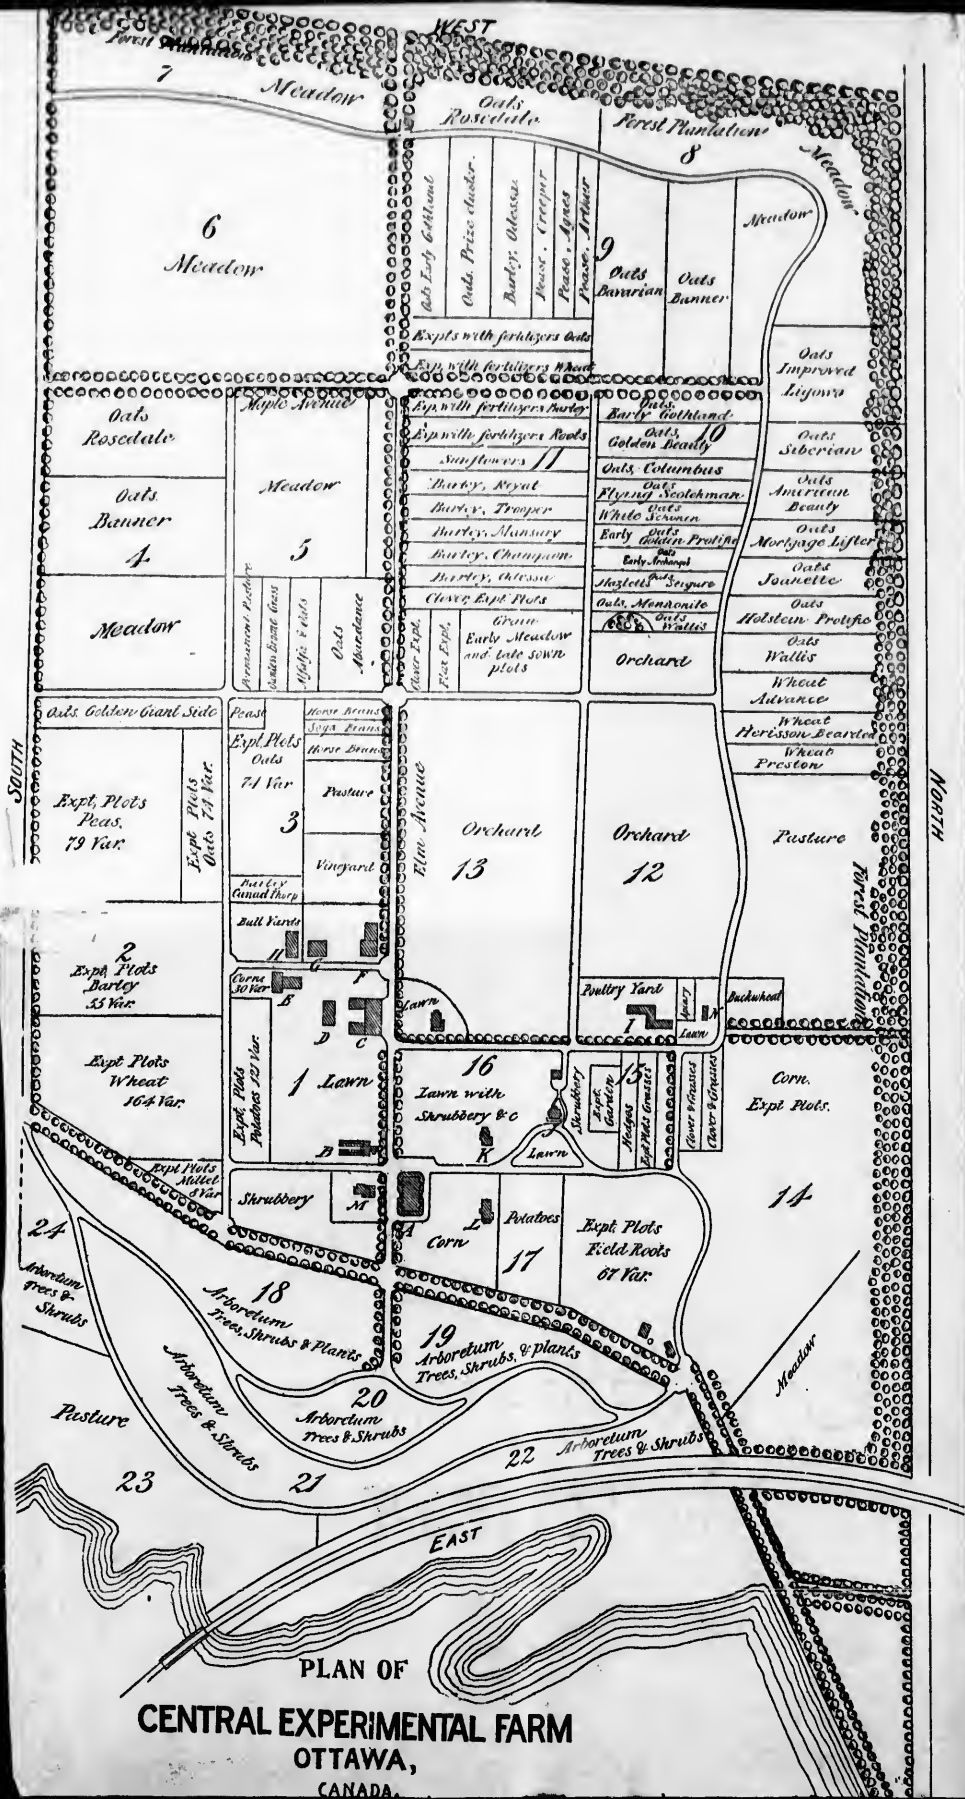 WEST
Forest Plantation
7
Meadow
Oats
Rosedale
Forest Plantation
8
Meadow
Meadow
6
Meadow
Oats Early Gothland
Oats. Prize cluster.
Barley, Odessa
Pease, Creeper
Pease, Agnes
Pease, Arthur
9
Oats
Bavarian
Oats
Banner
Expts with fertilizers Oats
Exp. with fertilizers Wheat
Oats
Improved
Ligowa
Oats
Rosedale
Maple Avenue
Exp. with fertilizers Barley
Exp. with fertilizers Roots
Sunflowers 11
Barley, Royal
Barley, Trooper
Barley, Mansury
Barley, Champion
Barley, Odessa
Clover, Expt. Plots
Oats,
Early Gothland
10
Oats,
Golden Beauty
Oats, Columbus
Oats
Flying Scotchman
Oats
White Schonen
Early Oats
Golden Prolific
Oats
Early Archangel
Oats
Hazletts Seizure
Oats, Mennonite
Oats
Wallis
Orchard
Oats
Siberian
Oats
American
Beauty
Oats
Mortgage Lifter
Oats
Joanette
Oats
Holstein Prolific
Oats
Wallis
Wheat
Advance
Wheat
Herisson Bearded
Wheat
Preston
Oats
Banner
4
Meadow
5
Meadow
Permanent Pasture
Awnless Brome Grass
Alfalfa & Oats
Oats
Abundance
Clover Expt.
Flax Expt.
Grain
Early Meadow
and late sown
plots
Oats. Golden Giant Side
Pease
Horse Beans
Soya Beans
Horse Beans
Expt. Plots
Oats
74 Var
3
Pasture
Vineyard
SOUTH
Expt. Plots
Peas.
79 Var.
Expt Plots
Oats 74 Var.
Elm Avenue
Orchard
13
Orchard
12
Pasture
NORTH
Forest Plantation
Barley
Canad Thorp
Bull Yards
H
G
F
2
Expt. Plots
Barley
55 Var.
Corn
30 Var
E
D
C
Lawn
Poultry Yard
I
Apiary
N
Lawn
Buckwheat
Expt Plots
Wheat
164 Var.
Expt. Plots
Potatoes 121 Var.
1
Lawn
B
16
Lawn with
Shrubbery & C
K
J
Lawn
Shrubbery
Expt.
Garden
15
Hedges
Expt Plots Grasses
Clover & Grasses
Clover & Grasses
Corn.
Expt Plots.
14
Expt Plots
Millet
8 Var
Shrubbery
M
A
L
Corn
Potatoes
17
Expt Plots
Field Roots
67 Var.
24
Arboretum
Trees &
Shrubs
18
Arboretum
Trees, Shrubs & Plants
19
Arboretum
Trees, Shrubs, & plants
Meadow
Arboretum
Trees & Shrubs
20
Arboretum
Trees & Shrubs
Pasture
23
21
22
Arboretum
Trees & Shrubs
EAST
PLAN OF
CENTRAL EXPERIMENTAL FARM
OTTAWA,
CANADA.